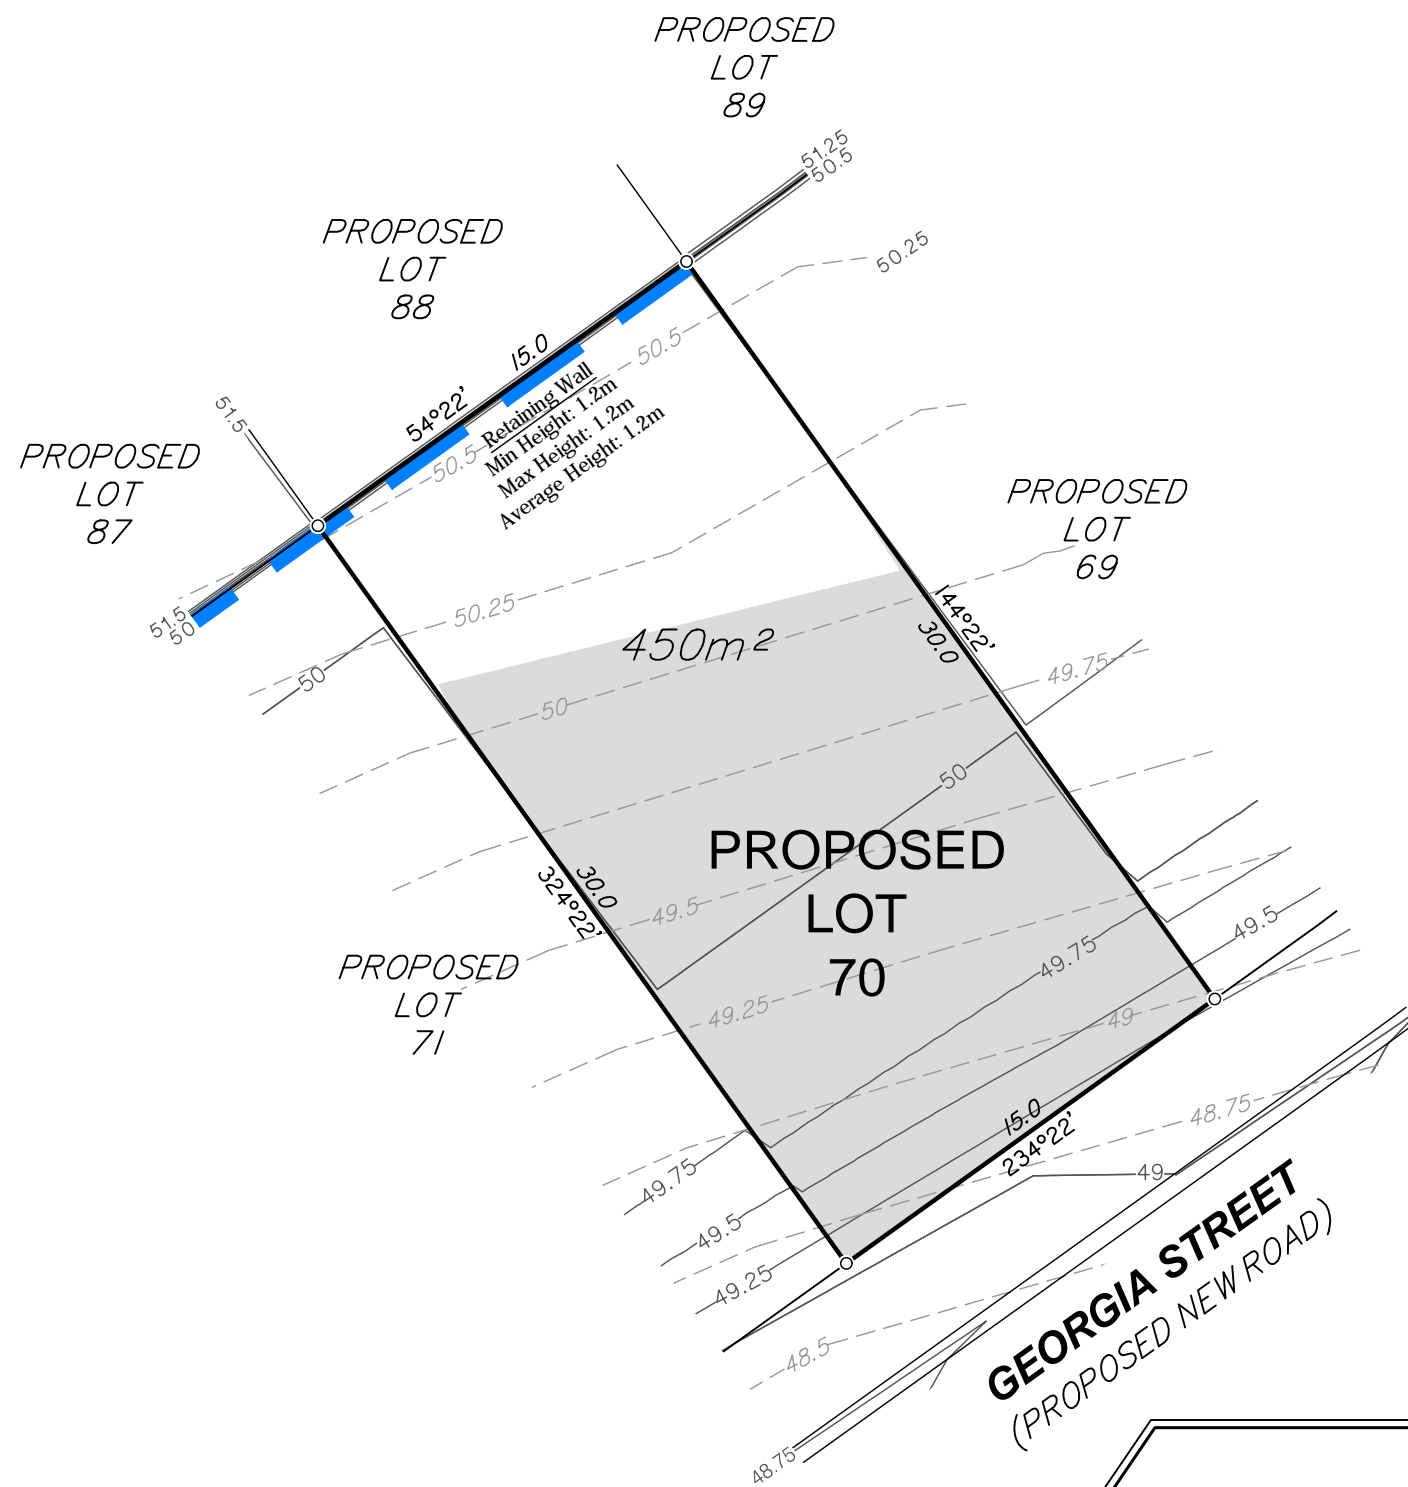 PROPOSED
LOT
89
51.25
50.5
PROPOSED
LOT
88
50.25
50.5
15.0
54°22'
Retaining Wall
Min Height: 1.2m
Max Height: 1.2m
Average Height: 1.2m
51.5
50.5
PROPOSED
LOT
87
PROPOSED
LOT
69
51.5
50
50.25
144°22'
30.0
450m²
50
49.75
50
50
PROPOSED
LOT
70
30.0
324°22'
49.5
49.5
49.75
PROPOSED
LOT
71
49.25
49
15.0
234°22'
48.75
49
49.75
49.5
49.25
48.5
GEORGIA STREET
(PROPOSED NEW ROAD)
48.75